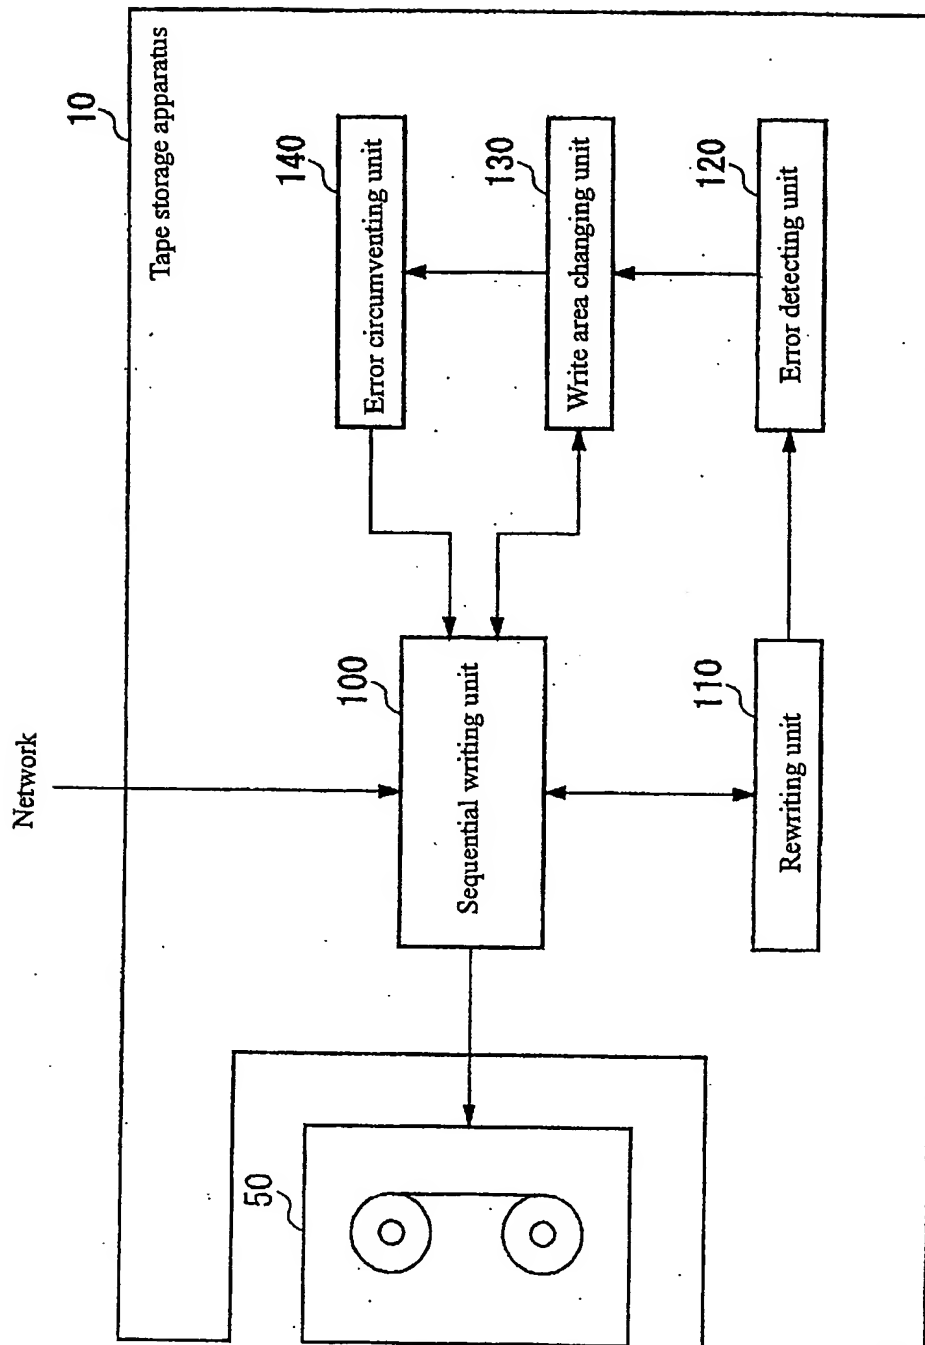 Network
10
Tape storage apparatus
50
140
Error circumventing unit
100
Sequential writing unit
130
Write area changing unit
110
Rewriting unit
120
Error detecting unit